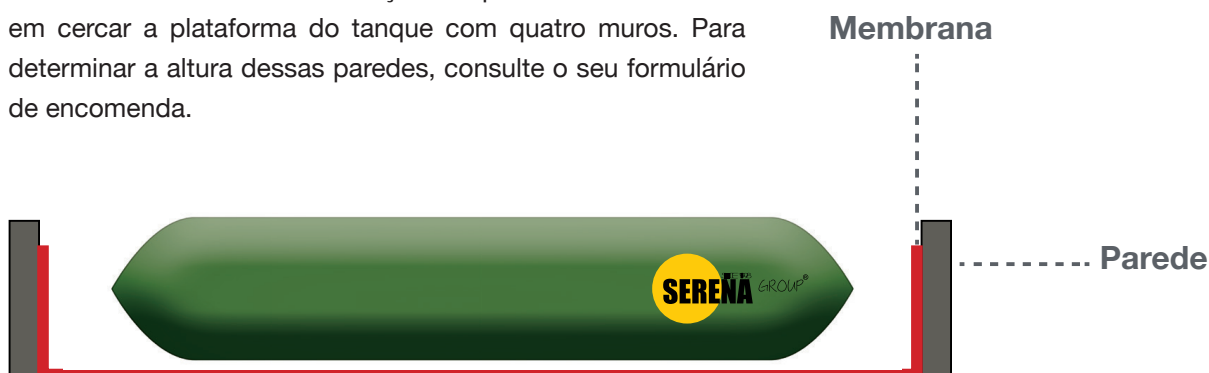 em cercar a plataforma do tanque com quatro muros. Para
determinar a altura dessas paredes, consulte o seu formulário
de encomenda.
Membrana
SERENA GROUP®
Parede